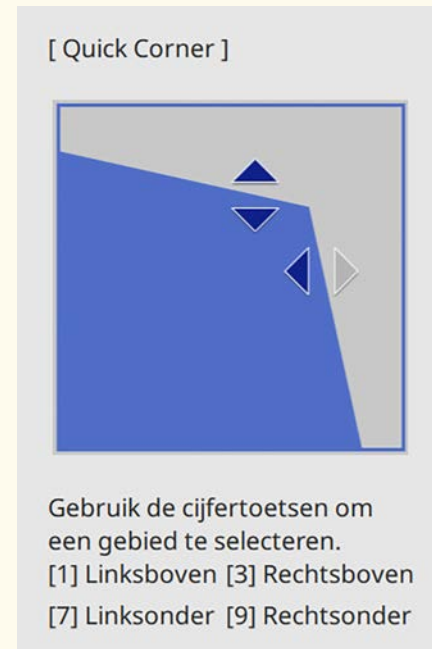 [ Quick Corner ]
Gebruik de cijfertoetsen om
een gebied te selecteren.
[1] Linksboven [3] Rechtsboven
[7] Linksonder [9] Rechtsonder